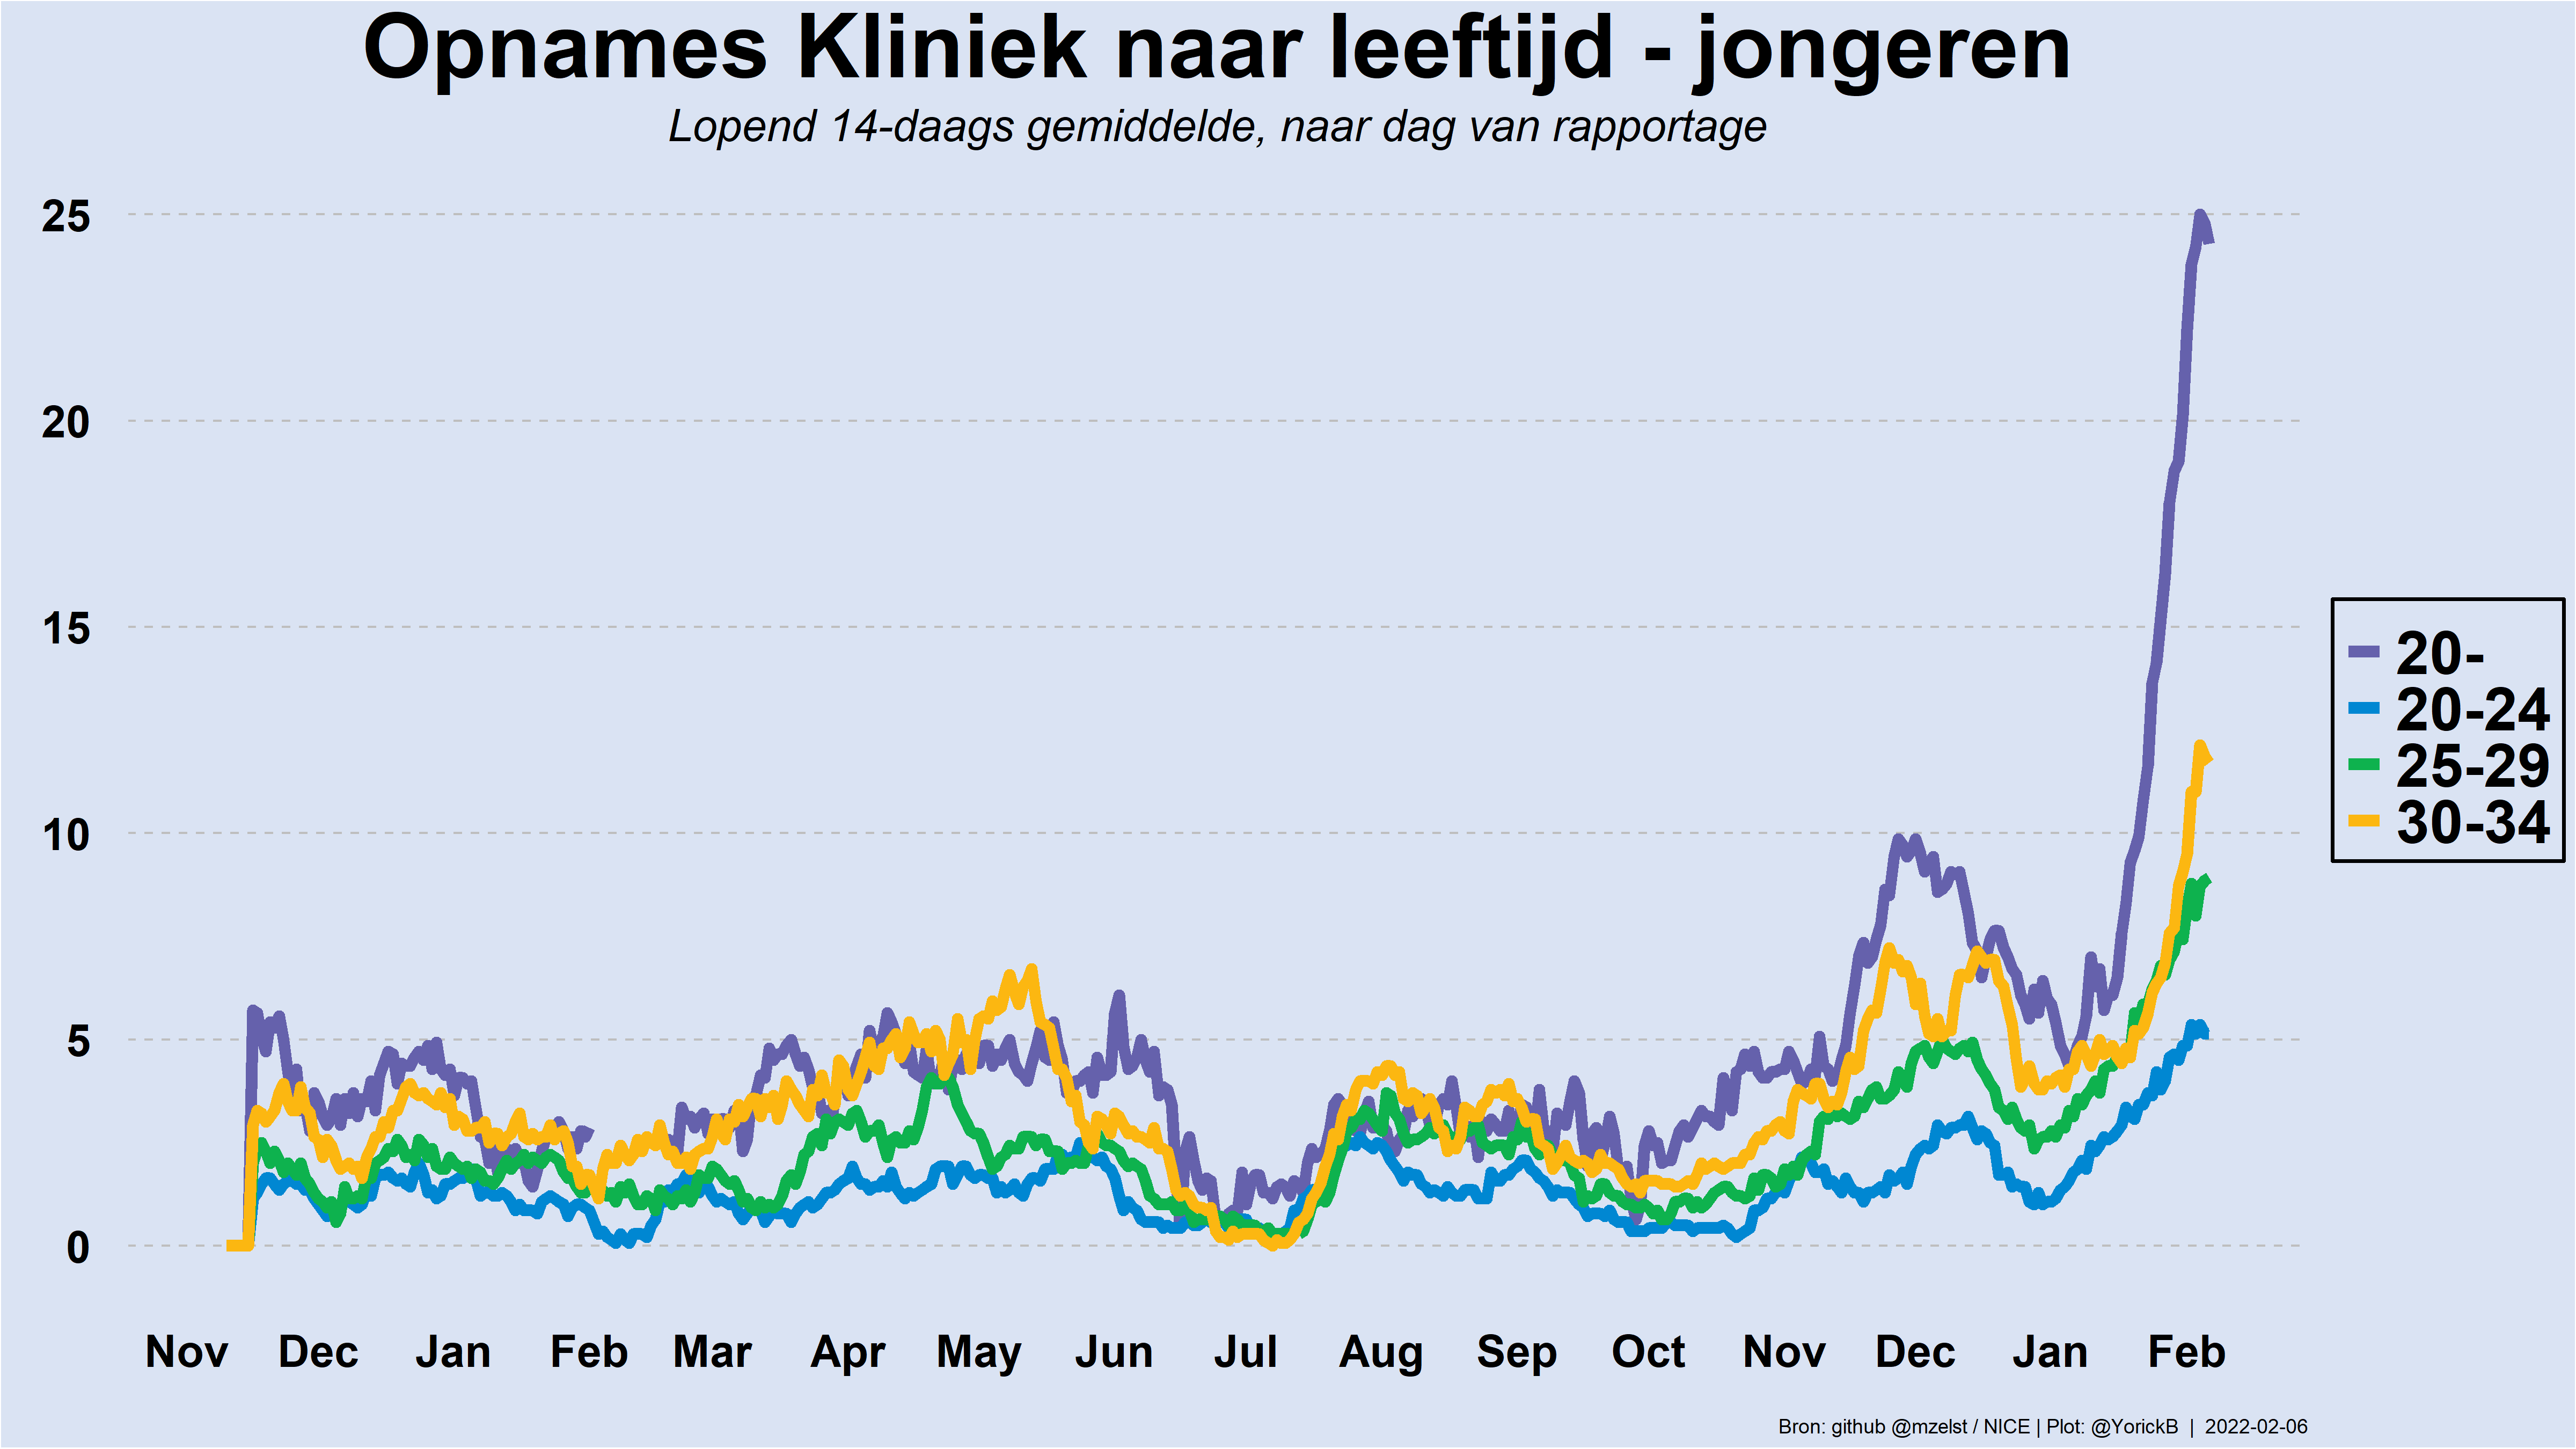 Opnames Kliniek naar leeftijd - jongeren
Lopend 14-daags gemiddelde, naar dag van rapportage
25
20
15
10
5
0
20-
20-24
25-29
30-34
Nov Dec Jan Feb Mar Apr May Jun Jul Aug Sep Oct Nov Dec Jan Feb
Bron: github @mzelst / NICE | Plot: @YorickB | 2022-02-06